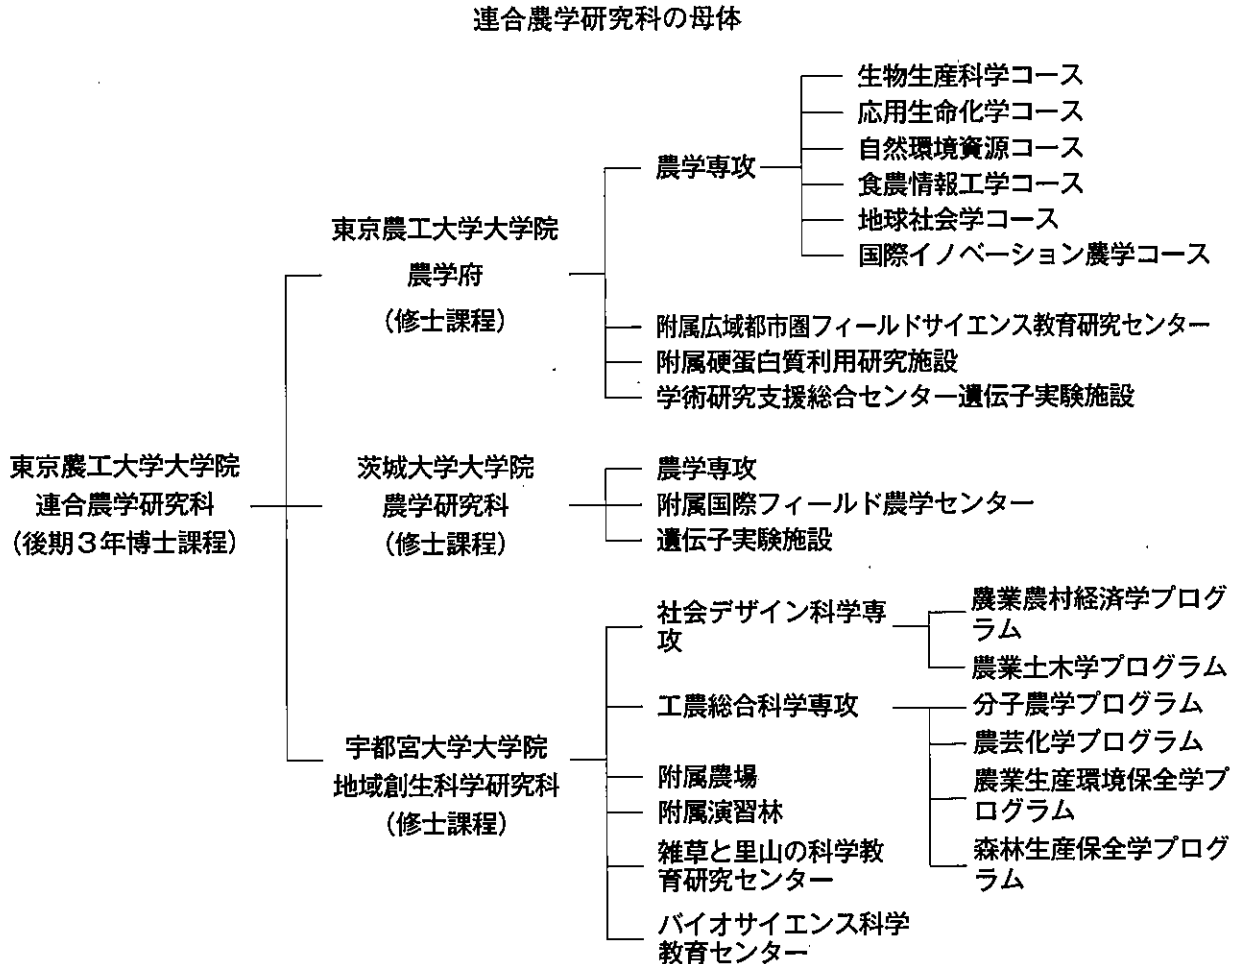 連合農学研究科の母体
東京農工大学大学院
連合農学研究科
(後期3年博士課程)
東京農工大学大学院
農学府
(修士課程)
農学専攻
生物生産科学コース
応用生命化学コース
自然環境資源コース
食農情報工学コース
地球社会学コース
国際イノベーション農学コース
附属広域都市圏フィールドサイエンス教育研究センター
附属硬蛋白質利用研究施設
学術研究支援総合センター遺伝子実験施設
茨城大学大学院
農学研究科
(修士課程)
農学専攻
附属国際フィールド農学センター
遺伝子実験施設
宇都宮大学大学院
地域創生科学研究科
(修士課程)
社会デザイン科学専
攻
農業農村経済学プログ
ラム
農業土木学プログラム
工農総合科学専攻
分子農学プログラム
農芸化学プログラム
農業生産環境保全学プ
ログラム
森林生産保全学プログ
ラム
附属農場
附属演習林
雑草と里山の科学教
育研究センター
バイオサイエンス科学
教育センター